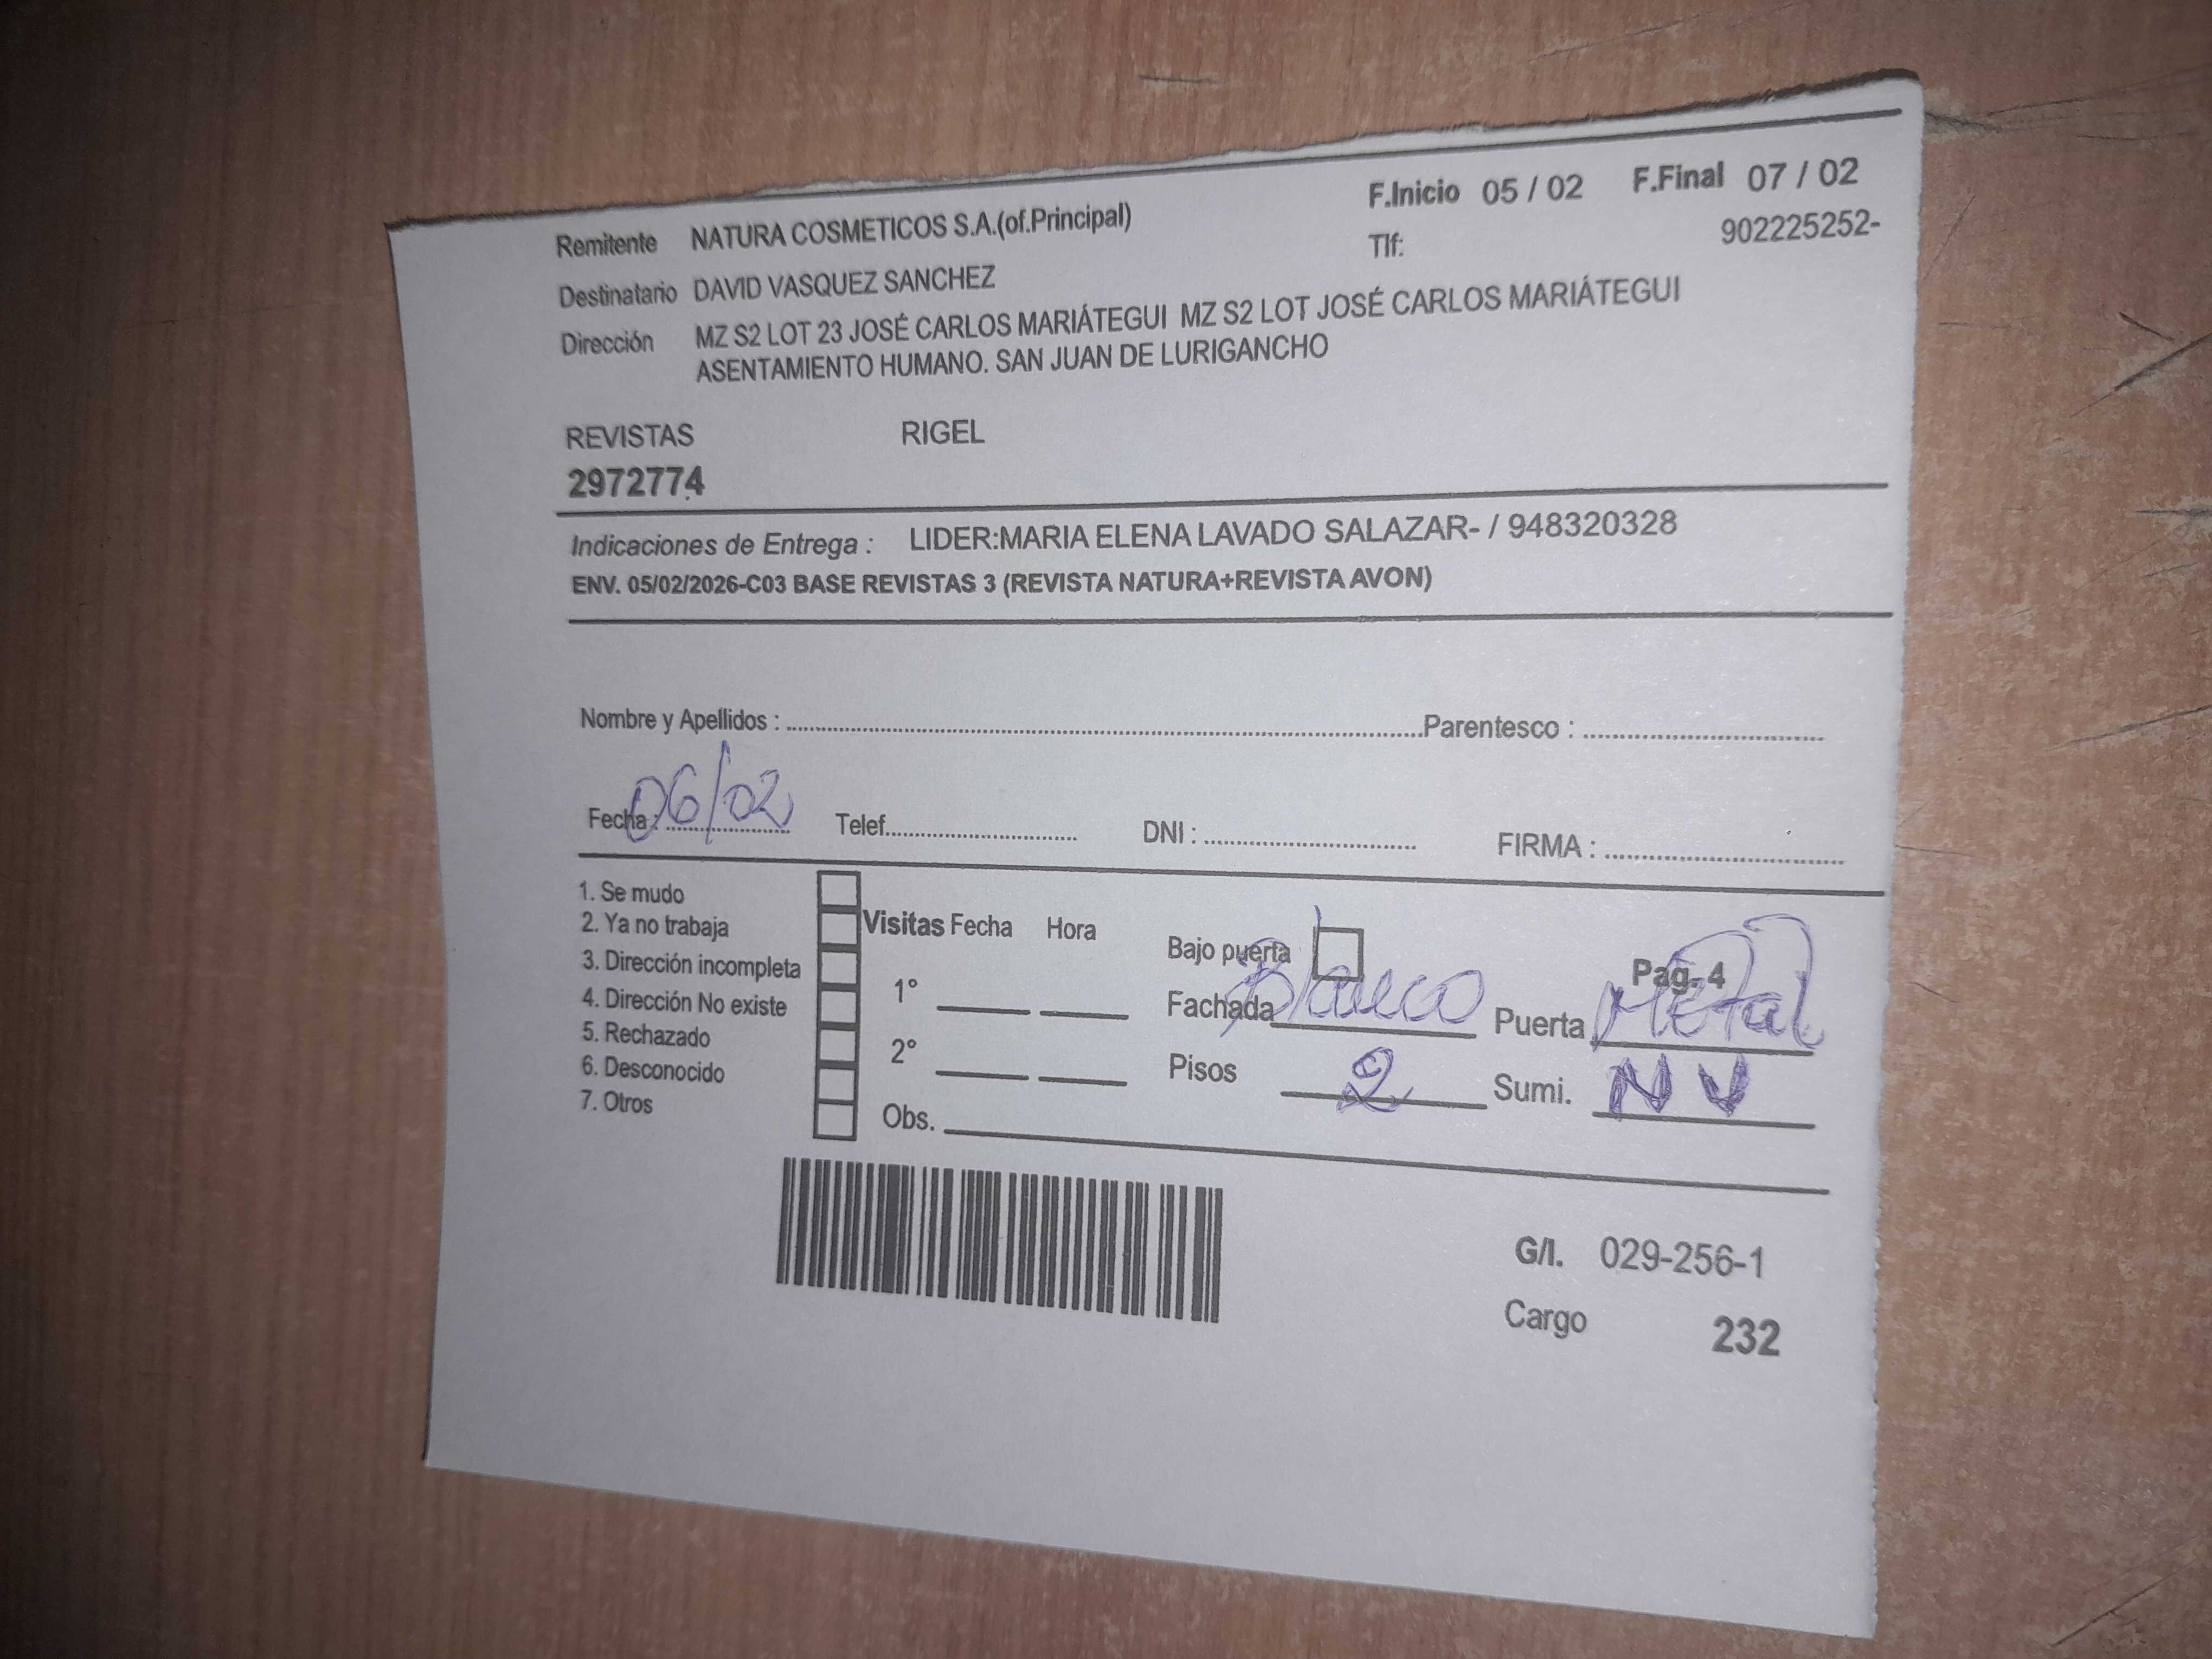 F.Inicio 05 / 02 F.Final 07 / 02
Remitente NATURA COSMETICOS S.A.(of.Principal) Tlf: 902225252-
Destinatario DAVID VASQUEZ SANCHEZ
Dirección MZ S2 LOT 23 JOSÉ CARLOS MARIÁTEGUI MZ S2 LOT JOSÉ CARLOS MARIÁTEGUI
ASENTAMIENTO HUMANO. SAN JUAN DE LURIGANCHO
REVISTAS RIGEL
2972774
Indicaciones de Entrega : LIDER:MARIA ELENA LAVADO SALAZAR- / 948320328
ENV. 05/02/2026-C03 BASE REVISTAS 3 (REVISTA NATURA+REVISTA AVON)
Nombre y Apellidos : Parentesco :
Fecha : 06/02 Telef. DNI : FIRMA :
1. Se mudo
2. Ya no trabaja
3. Dirección incompleta
4. Dirección No existe
5. Rechazado
6. Desconocido
7. Otros
Visitas Fecha Hora
1°
2°
Obs.
Bajo puerta Pag. 4
Fachada Blanco Puerta Metal
Pisos 2 Sumi. NV
G/I. 029-256-1
Cargo 232